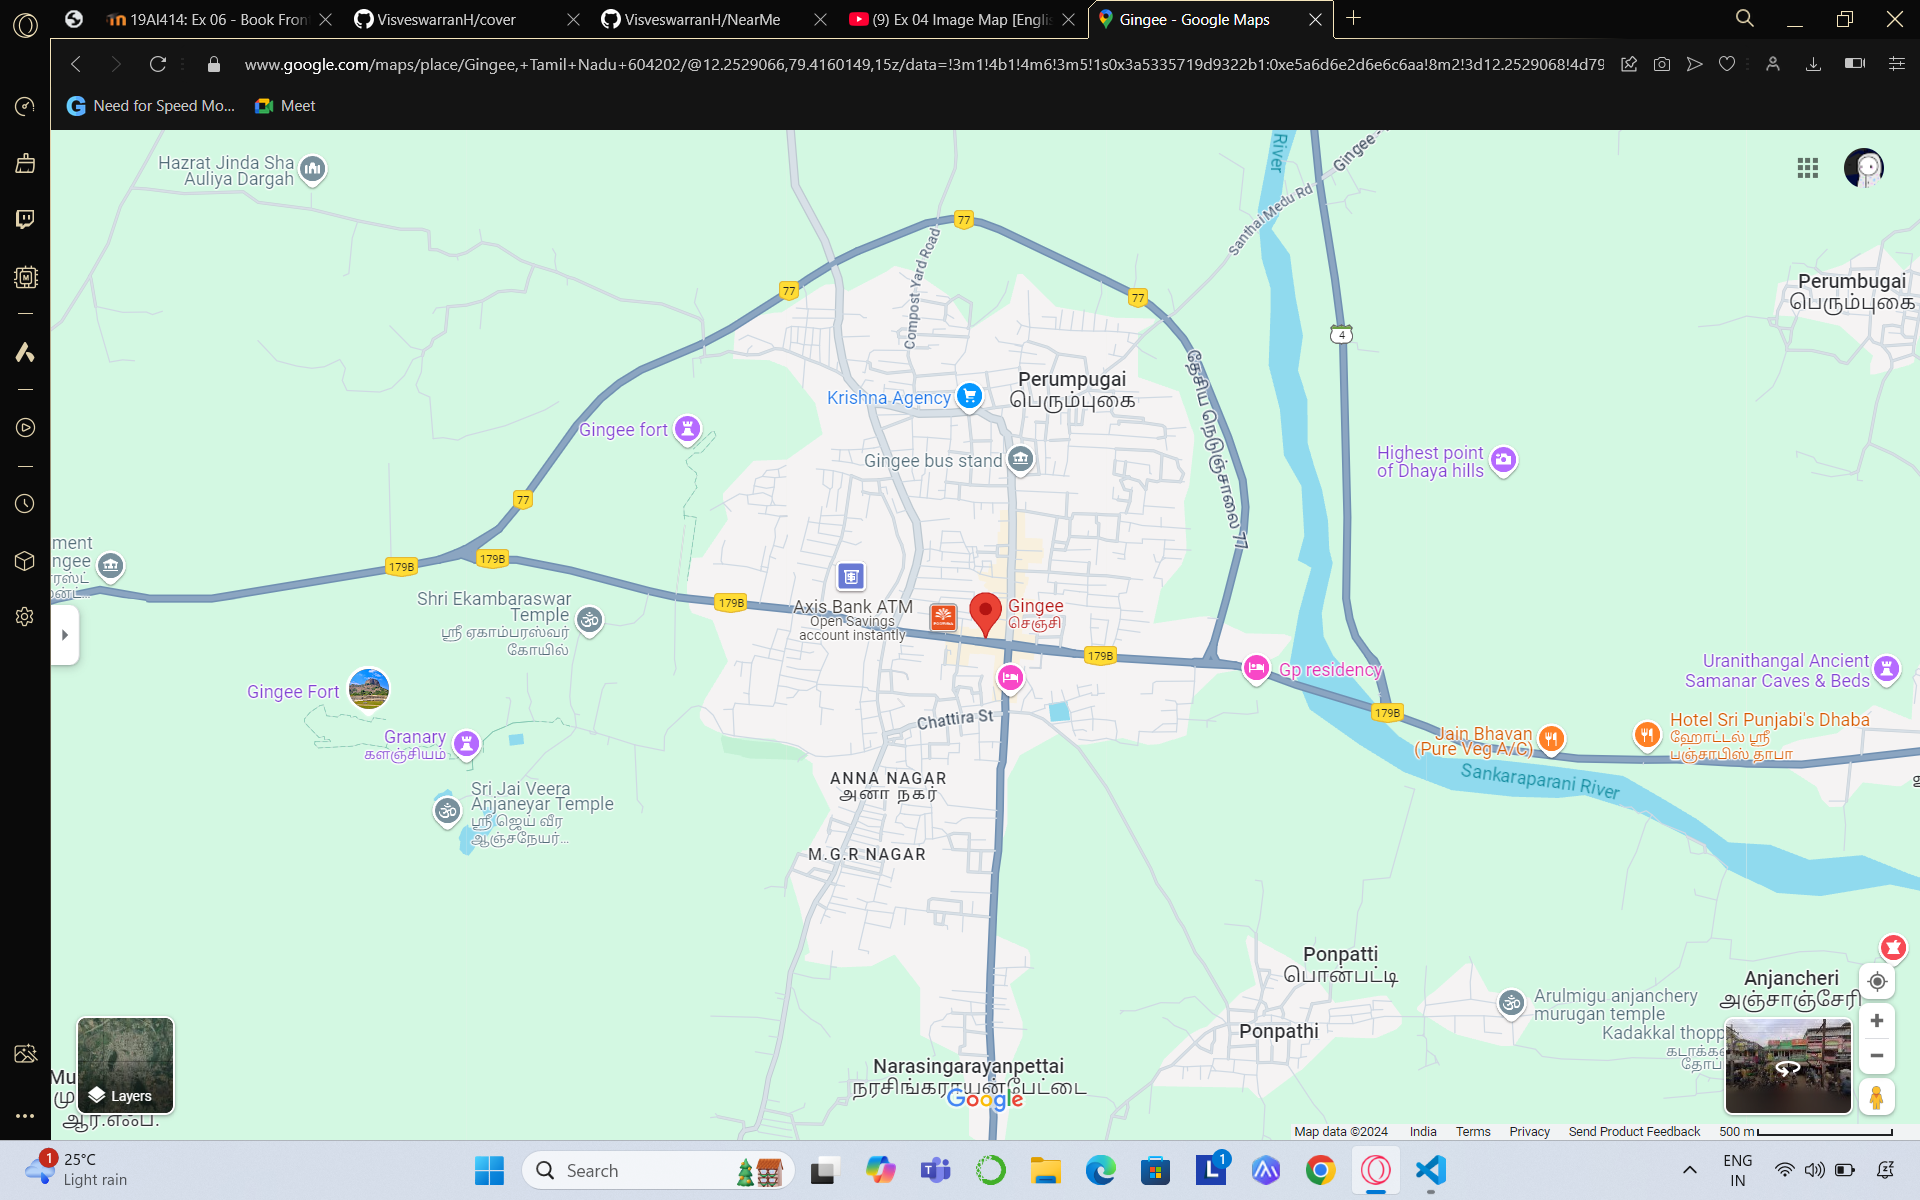 19AI414: Ex 06 - Book Fron
VisveswarranH/cover
VisveswarranH/NearMe
(9) Ex 04 Image Map [Englis
Gingee - Google Maps
www.google.com/maps/place/Gingee,+Tamil+Nadu+604202/@12.2529066,79.4160149,15z/data=!3m1!4b1!4m6!3m5!1s0x3a5335719d9322b1:0xe5a6d6e2d6e6c6aa!8m2!3d12.2529068!4d79
Need for Speed Mo...
Meet
Hazrat Jinda Sha
Auliya Dargah
River
Gingee -
Santhai Medu Rd
77
77
77
Compost Yard Road
4
Perumbugai
பெரும்புகை
Perumpugai
பெரும்புகை
Krishna Agency
தேசிய நெடுஞ்சாலை 77
Gingee fort
Gingee bus stand
Highest point
of Dhaya hills
77
ment
ngee
179B
179B
Shri Ekambaraswar
Temple
ஸ்ரீ ஏகாம்பரஸ்வர்
கோயில்
179B
Axis Bank ATM
Open Savings
account instantly
Gingee
செஞ்சி
179B
Gp residency
Uranithangal Ancient
Samanar Caves & Beds
Gingee Fort
Chattira St
179B
Jain Bhavan
(Pure Veg A/C)
Hotel Sri Punjabi's Dhaba
ஹோட்டல் ஸ்ரீ
பஞ்சாபிஸ் தாபா
Granary
களஞ்சியம்
Sankaraparani River
ANNA NAGAR
அனா நகர்
Sri Jai Veera
Anjaneyar Temple
ஸ்ரீ ஜெய் வீர
ஆஞ்சநேயர்...
M.G.R NAGAR
Ponpatti
பொன்பட்டி
Anjancheri
அஞ்சாஞ்சேரி
Arulmigu anjanchery
murugan temple
Ponpathi
Kadakkal thopp
தோப்
Narasingarayanpettai
நரசிங்கராயன்பேட்டை
Google
Mu
மு
ஆர்.எஃப்.
Layers
Map data ©2024
India
Terms
Privacy
Send Product Feedback
500 m
1
25°C
Light rain
Search
L
1
ENG
IN